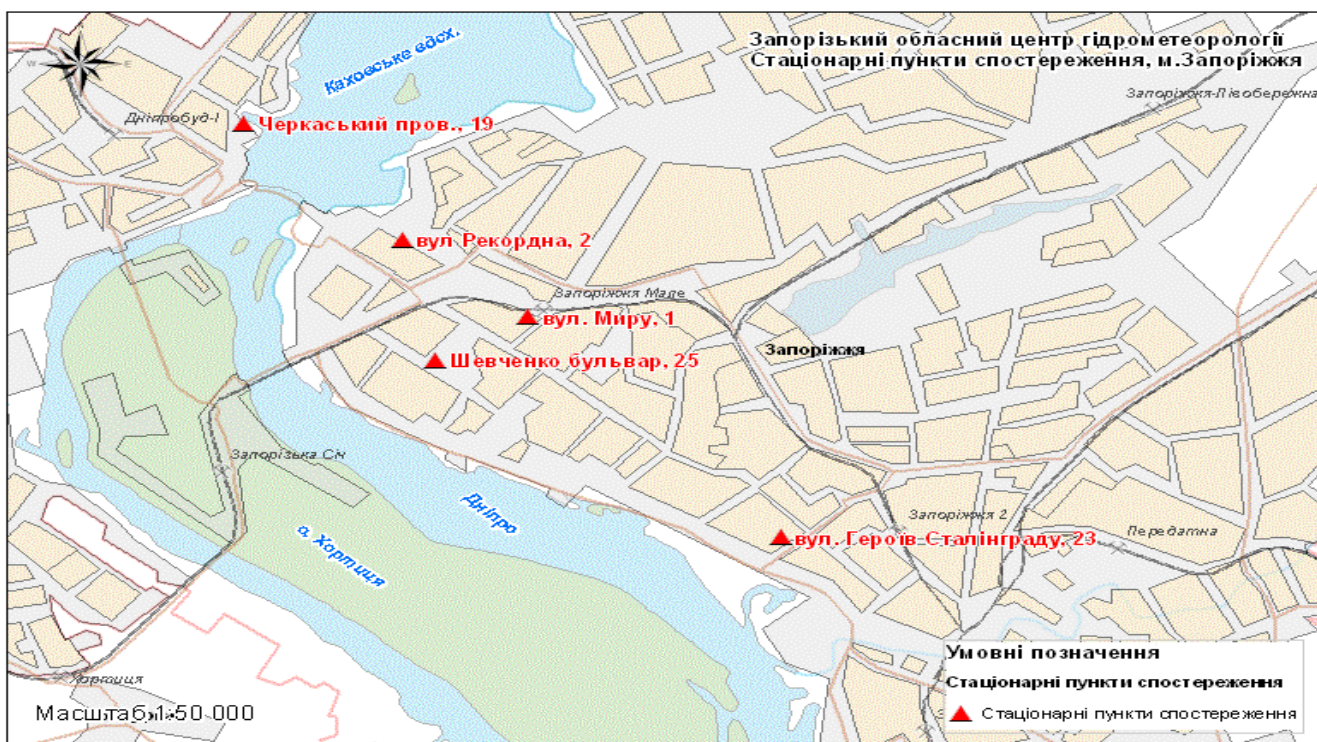 Запорізький обласний центр гідрометеорології
Стаціонарні пункти спостереження, м.Запоріжжя
W
E
Каховське вдсх.
Запоріжжя-Лівобережна
Дніпробуд-І
Черкаський пров., 19
вул Рекордна, 2
Запоріжжя Мале
вул. Миру, 1
Запоріжжя
Шевченко бульвар, 25
Запорізька Січ
Дніпро
Запоріжжя 2
Передатна
вул. Героїв Сталінграду, 23
о. Хортиця
Умовні позначення
Хортиця
Стаціонарні пункти спостереження
Масштаб 1:50 000
Стаціонарні пункти спостереження